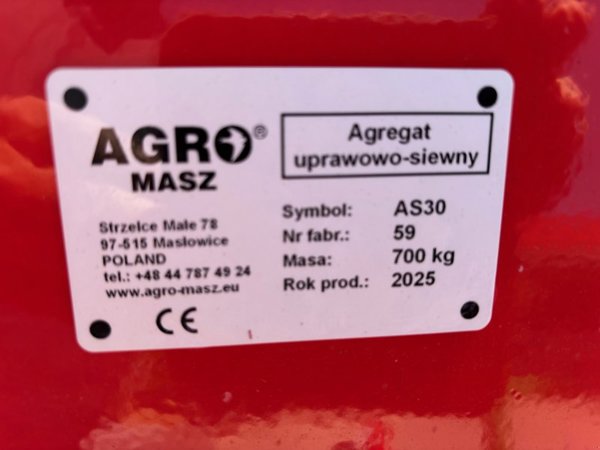 AGRO®
MASZ
Strzelce Małe 78
97-515 Masłowice
POLAND
tel.: +48 44 787 49 24
www.agro-masz.eu
CE
Agregat
uprawowo-siewny
Symbol: AS30
Nr fabr.: 59
Masa: 700 kg
Rok prod.: 2025